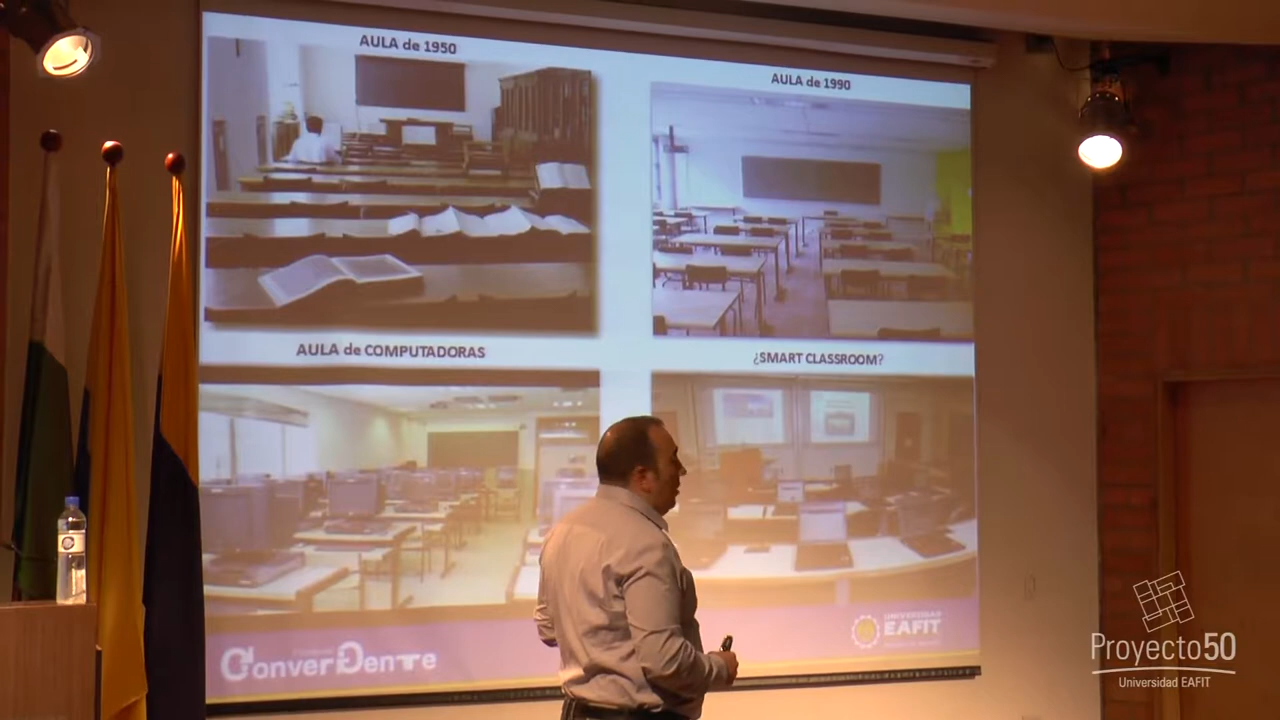 AULA de 1950
AULA de 1990
AULA de COMPUTADORAS
¿SMART CLASSROOM?
ConverGente
UNIVERSIDAD
EAFIT
Proyecto50
Universidad EAFIT